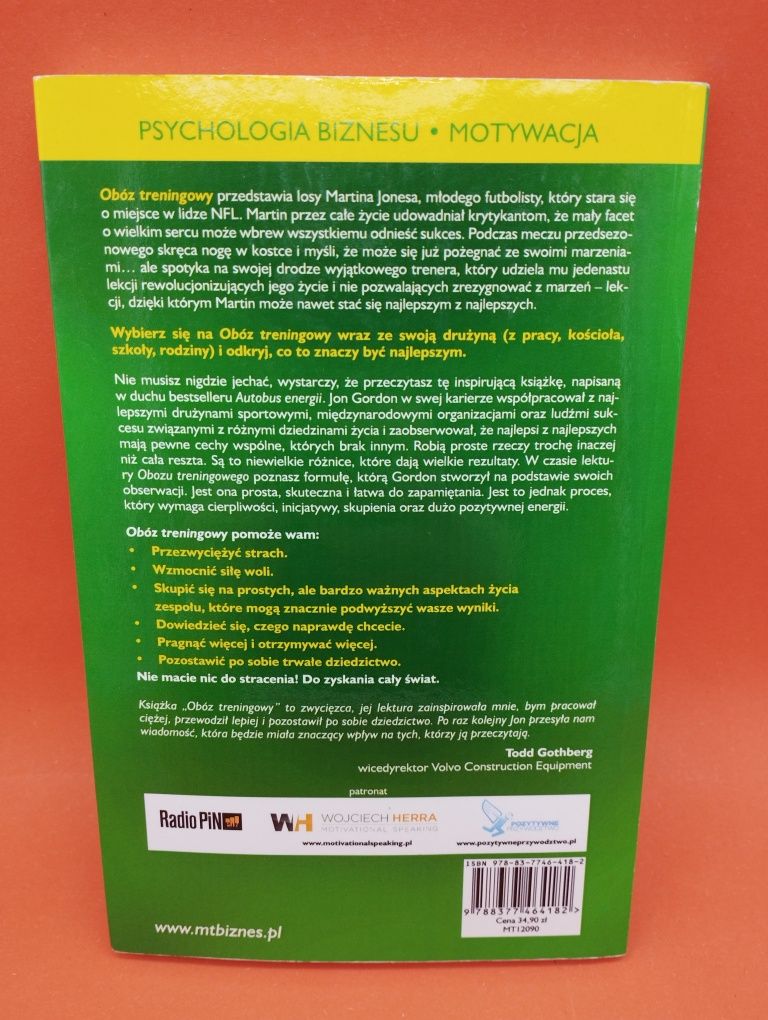 PSYCHOLOGIA BIZNESU • MOTYWACJA
Obóz treningowy przedstawia losy Martina Jonesa, młodego futbolisty, który stara się
o miejsce w lidze NFL. Martin przez całe życie udowadniał krytykantom, że mały facet
o wielkim sercu może wbrew wszystkiemu odnieść sukces. Podczas meczu przedsezo-
nowego skręca nogę w kostce i myśli, że może się już pożegnać ze swoimi marzenia-
mi... ale spotyka na swojej drodze wyjątkowego trenera, który udziela mu jedenastu
lekcji rewolucjonizujących jego życie i nie pozwalających zrezygnować z marzeń – lek-
cji, dzięki którym Martin może nawet stać się najlepszym z najlepszych.
Wybierz się na Obóz treningowy wraz ze swoją drużyną (z pracy, kościoła,
szkoły, rodziny) i odkryj, co to znaczy być najlepszym.
Nie musisz nigdzie jechać, wystarczy, że przeczytasz tę inspirującą książkę, napisaną
w duchu bestselleru Autobus energii. Jon Gordon w swej karierze współpracował z naj-
lepszymi drużynami sportowymi, międzynarodowymi organizacjami oraz ludźmi suk-
cesu związanymi z różnymi dziedzinami życia i zaobserwował, że najlepsi z najlepszych
mają pewne cechy wspólne, których brak innym. Robią proste rzeczy trochę inaczej
niż cała reszta. Są to niewielkie różnice, które dają wielkie rezultaty. W czasie lektu-
ry Obozu treningowego poznasz formułę, którą Gordon stworzył na podstawie swoich
obserwacji. Jest ona prosta, skuteczna i łatwa do zapamiętania. Jest to jednak proces,
który wymaga cierpliwości, inicjatywy, skupienia oraz dużo pozytywnej energii.
Obóz treningowy pomoże wam:
• Przezwyciężyć strach.
• Wzmocnić siłę woli.
• Skupić się na prostych, ale bardzo ważnych aspektach życia
zespołu, które mogą znacznie podwyższyć wasze wyniki.
• Dowiedzieć się, czego naprawdę chcecie.
• Pragnąć więcej i otrzymywać więcej.
• Pozostawić po sobie trwałe dziedzictwo.
Nie macie nic do stracenia! Do zyskania cały świat.
Książka „Obóz treningowy" to zwycięzca, jej lektura zainspirowała mnie, bym pracował
ciężej, przewodził lepiej i pozostawił po sobie dziedzictwo. Po raz kolejny Jon przesyła nam
wiadomość, która będzie miała znaczący wpływ na tych, którzy ją przeczytają.
Todd Gothberg
wicedyrektor Volvo Construction Equipment
patronat
Radio PiN
WH WOJCIECH HERRA
MOTIVATIONAL SPEAKING
www.motivationalspeaking.pl
POZYTYWNE
PRZYWÓDZTWO
www.pozytywneprzywodztwo.pl
ISBN 978-83-7746-418-2
9 788377 464182 >
Cena 34,90 zł
MT12090
www.mtbiznes.pl